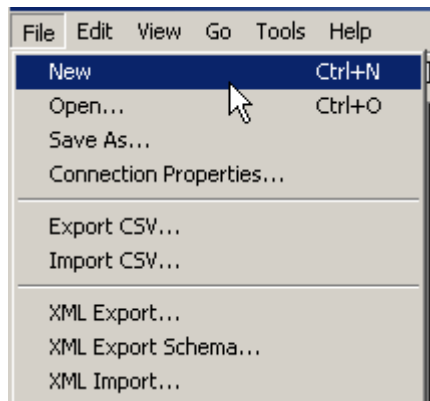 File Edit View Go Tools Help
New Ctrl+N
Open... Ctrl+O
Save As...
Connection Properties...
Export CSV...
Import CSV...
XML Export...
XML Export Schema...
XML Import...